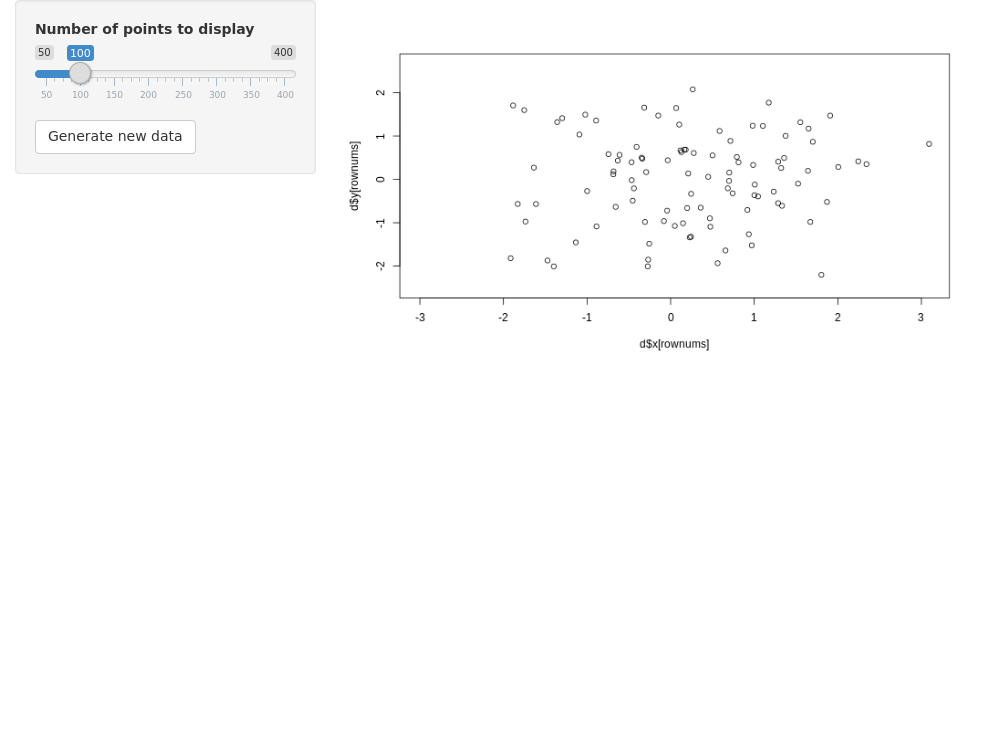 Number of points to display
50 100 400
50 100 150 200 250 300 350 400
Generate new data
2
1
0
-1
-2
d$y[rownums]
-3 -2 -1 0 1 2 3
d$x[rownums]